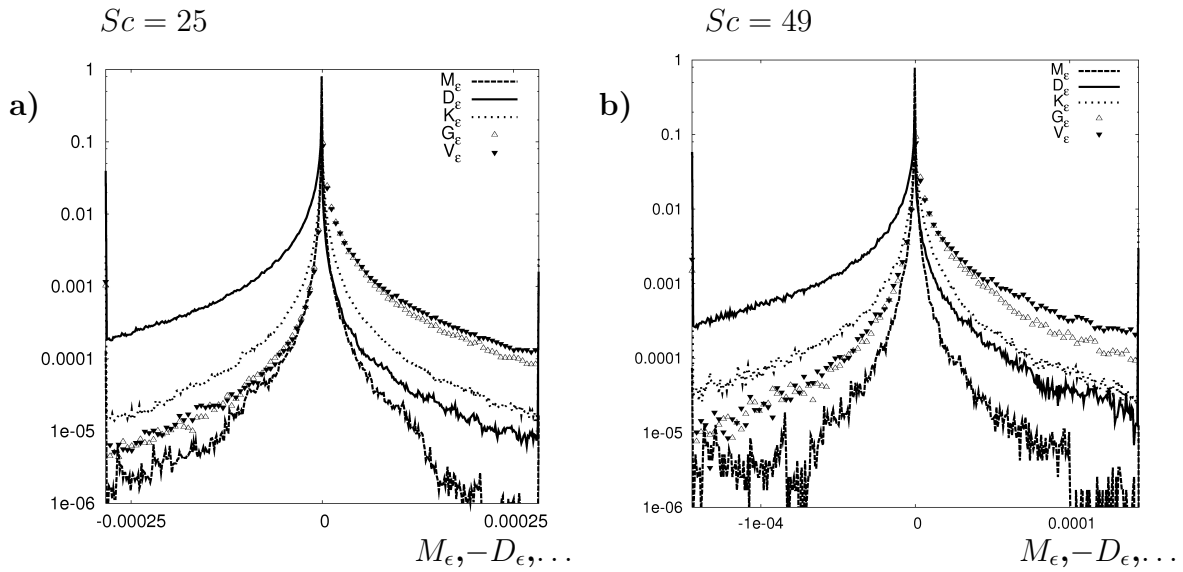 Sc = 25
a)
1
0.1
0.01
0.001
0.0001
1e-05
1e-06
-0.00025
0
0.00025
M_ε
D_ε
K_ε
G_ε
V_ε
M_ϵ,−D_ϵ,...
Sc = 49
b)
1
0.1
0.01
0.001
0.0001
1e-05
1e-06
-1e-04
0
0.0001
M_ε
D_ε
K_ε
G_ε
V_ε
M_ϵ,−D_ϵ,...